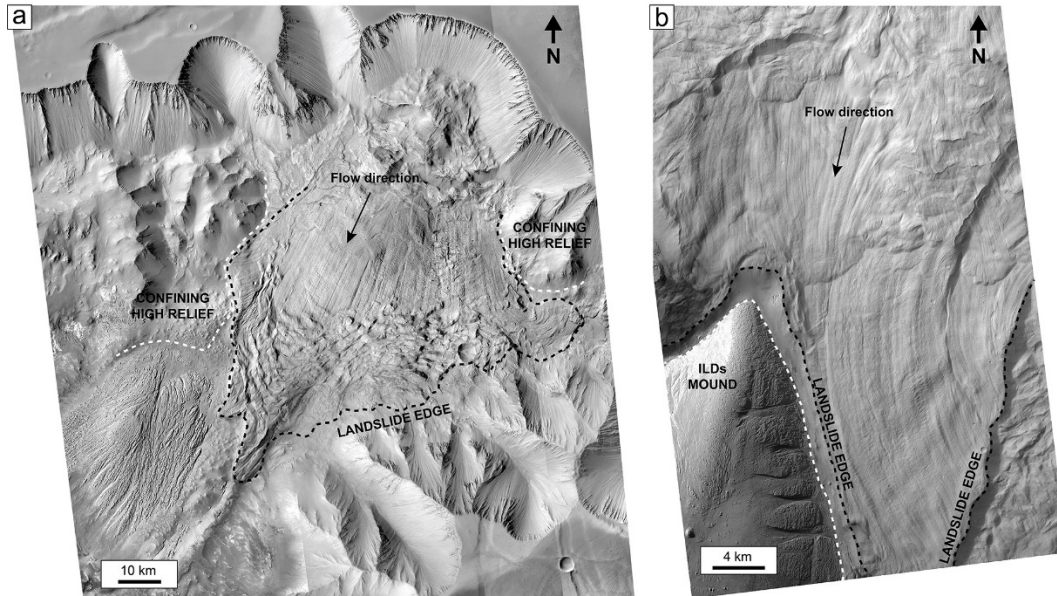 a
N
Flow direction
CONFINING
HIGH RELIEF
CONFINING
HIGH RELIEF
LANDSLIDE EDGE
10 km
b
N
Flow direction
ILDs
MOUND
LANDSLIDE EDGE
LANDSLIDE EDGE
4 km